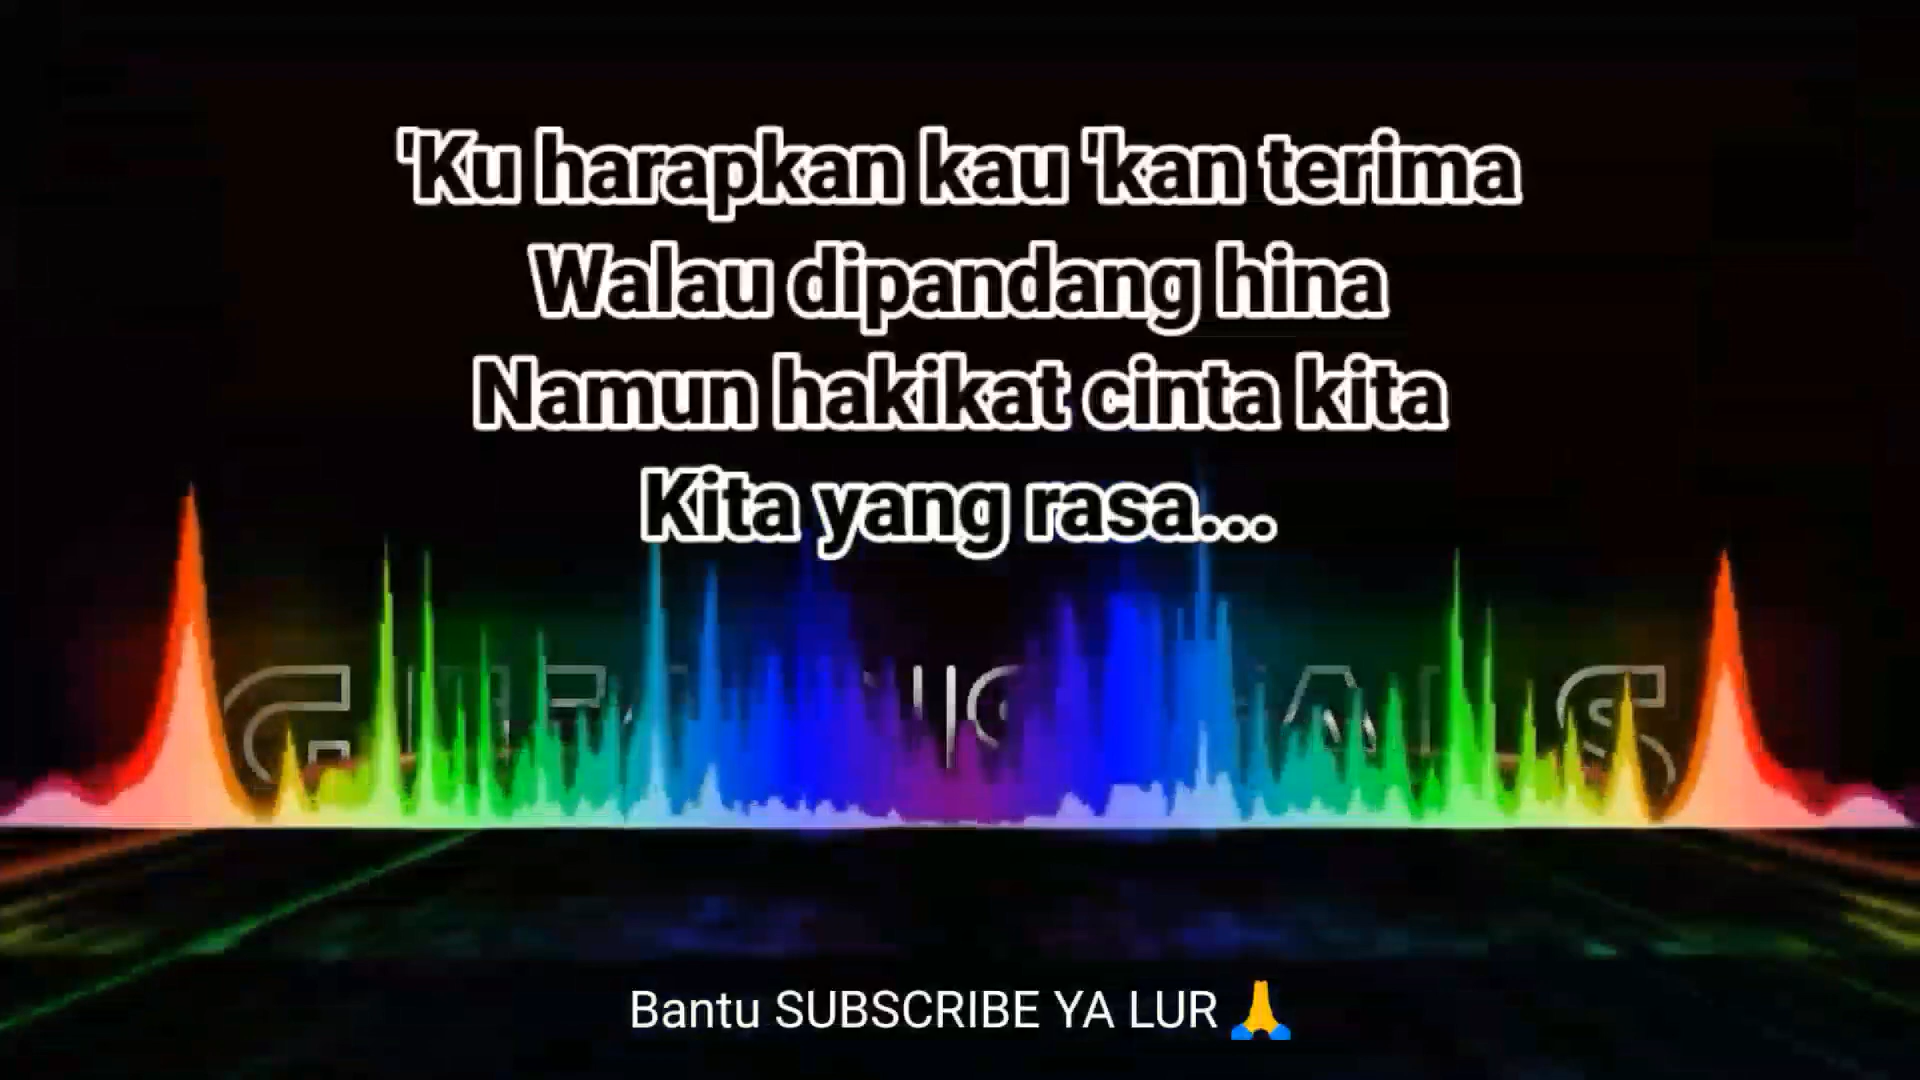 'Ku harapkan kau 'kan terima
Walau dipandang hina
Namun hakikat cinta kita
Kita yang rasa...
Bantu SUBSCRIBE YA LUR 🙏